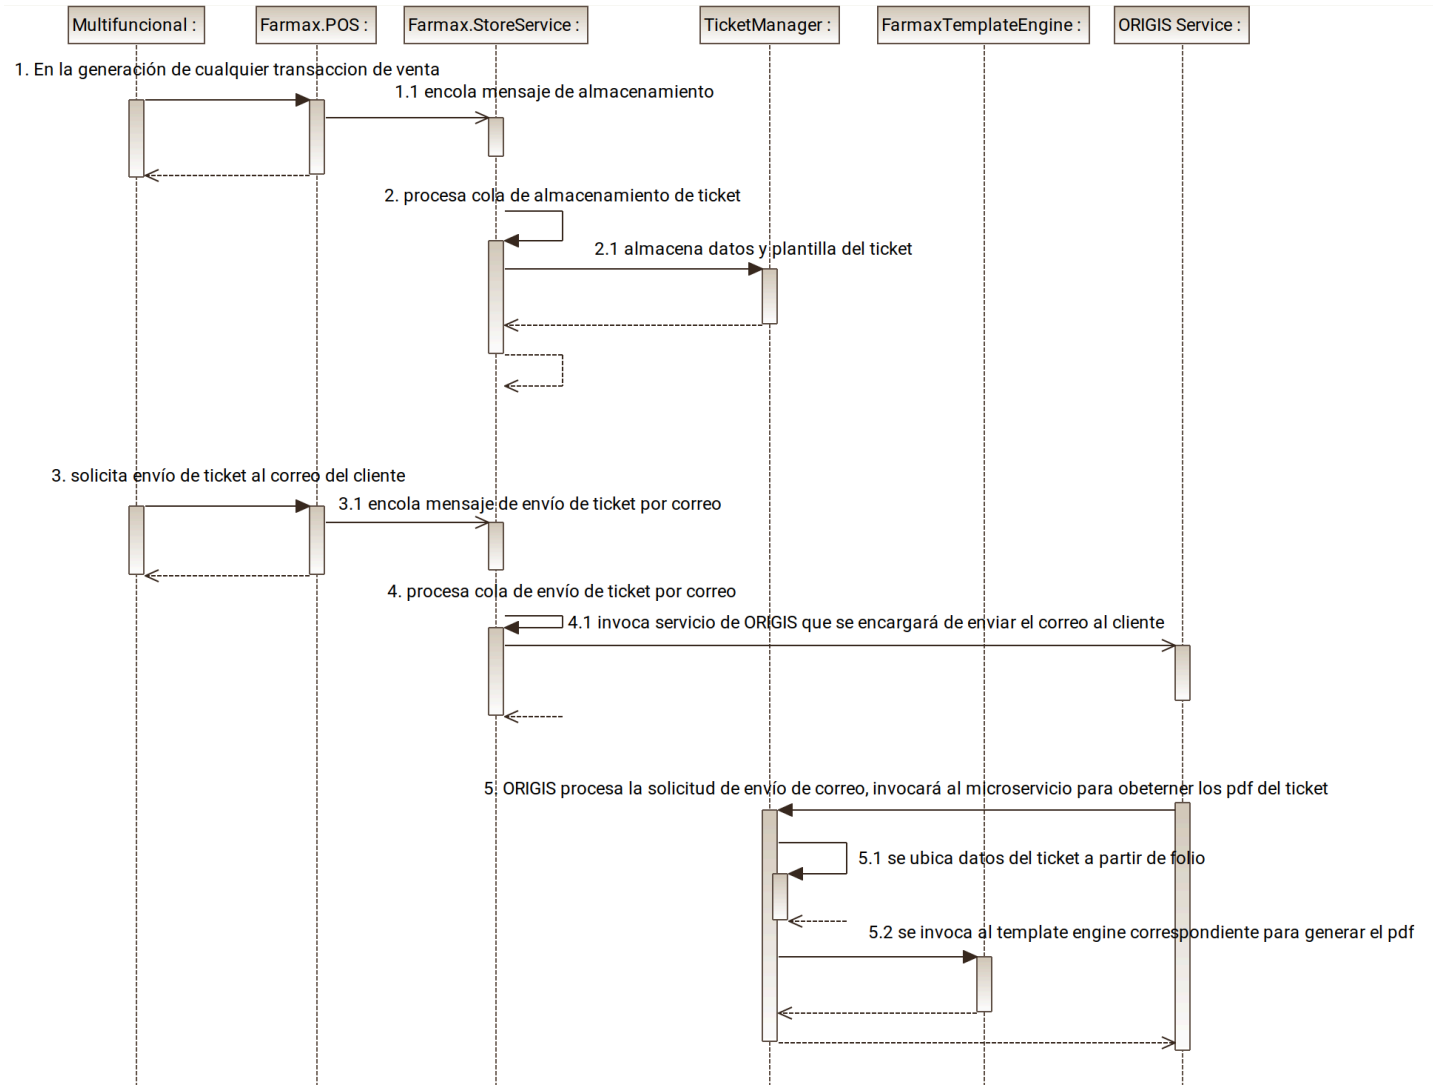 Multifuncional :
Farmax.POS :
Farmax.StoreService :
TicketManager :
FarmaxTemplateEngine :
ORIGIS Service :
1. En la generación de cualquier transaccion de venta
1.1 encola mensaje de almacenamiento
2. procesa cola de almacenamiento de ticket
2.1 almacena datos y plantilla del ticket
3. solicita envío de ticket al correo del cliente
3.1 encola mensaje de envío de ticket por correo
4. procesa cola de envío de ticket por correo
4.1 invoca servicio de ORIGIS que se encargará de enviar el correo al cliente
5. ORIGIS procesa la solicitud de envío de correo, invocará al microservicio para obeterner los pdf del ticket
5.1 se ubica datos del ticket a partir de folio
5.2 se invoca al template engine correspondiente para generar el pdf